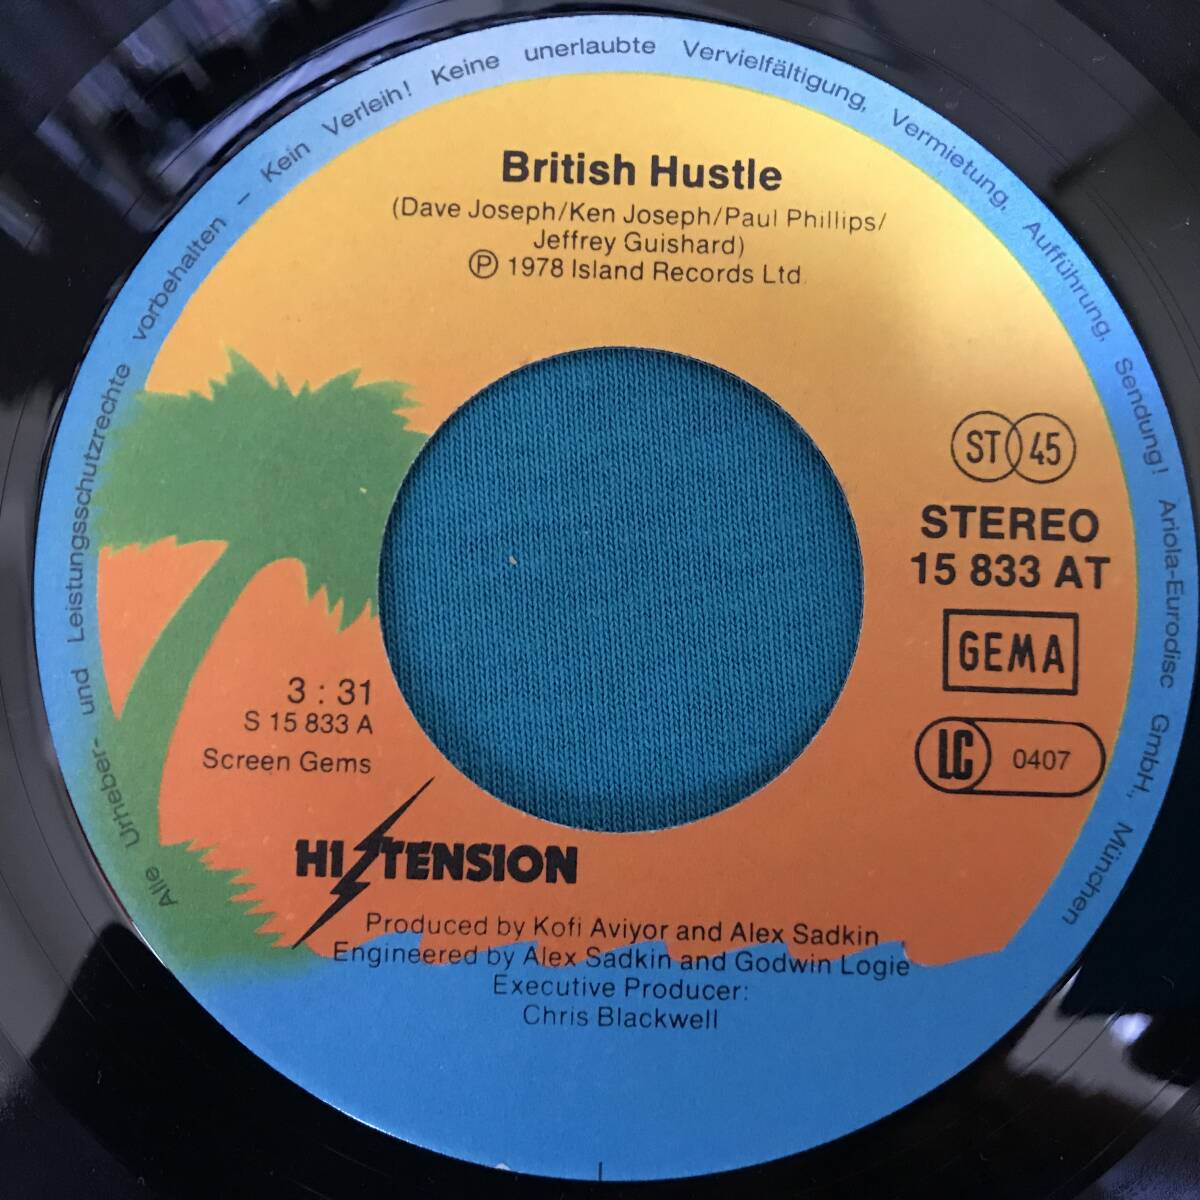 Alle Urheber- und Leistungsschutzrechte vorbehalten – Kein Verleih! Keine unerlaubte Vervielfältigung, Vermietung, Aufführung, Sendung! Ariola-Eurodisc GmbH., München
British Hustle
(Dave Joseph/Ken Joseph/Paul Phillips/
Jeffrey Guishard)
Ⓟ 1978 Island Records Ltd.
ST 45
STEREO
15 833 AT
GEMA
LC 0407
3 : 31
S 15 833 A
Screen Gems
HI TENSION
Produced by Kofi Aviyor and Alex Sadkin
Engineered by Alex Sadkin and Godwin Logie
Executive Producer:
Chris Blackwell